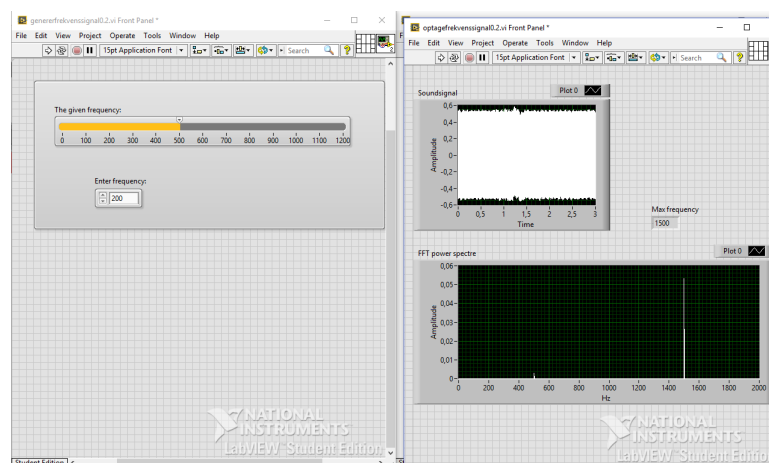 genererfrekvenssignal0.2.vi Front Panel *
File Edit View Project Operate Tools Window Help
15pt Application Font
Search
The given frequency:
0 100 200 300 400 500 600 700 800 900 1000 1100 1200
Enter frequency:
200
NATIONAL
INSTRUMENTS
LabVIEW Student Edition
Student Edition
optagefrekvenssignal0.2.vi Front Panel *
File Edit View Project Operate Tools Window Help
15pt Application Font
Search
Soundsignal
Plot 0
0,6
0,4
0,2
0
-0,2
-0,4
-0,6
Amplitude
0 0,5 1 1,5 2 2,5 3
Time
Max frequency
1500
FFT power spectre
Plot 0
0,06
0,05
0,04
0,03
0,02
0,01
0
Amplitude
0 200 400 600 800 1000 1200 1400 1600 1800 2000
Hz
NATIONAL
INSTRUMENTS
LabVIEW Student Edition